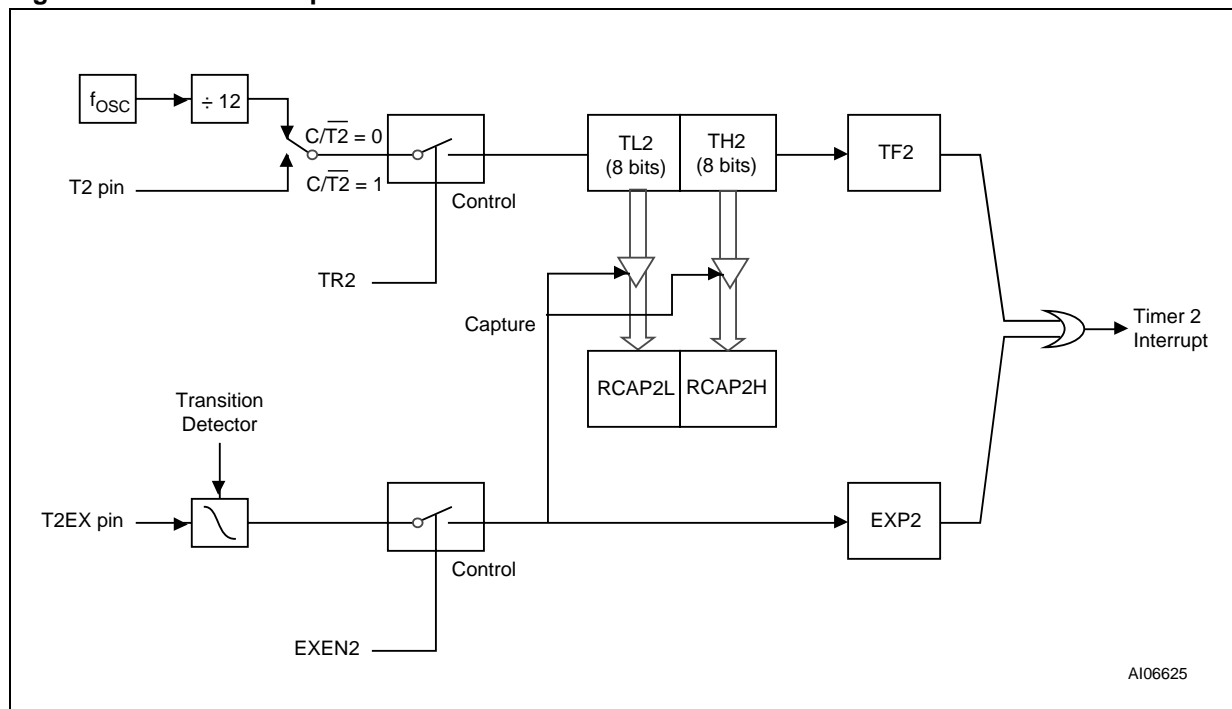 fOSC
÷ 12
C/T2 = 0
T2 pin
C/T2 = 1
Control
TR2
TL2
(8 bits)
TH2
(8 bits)
TF2
Capture
RCAP2L
RCAP2H
Timer 2
Interrupt
Transition
Detector
T2EX pin
Control
EXEN2
EXP2
AI06625